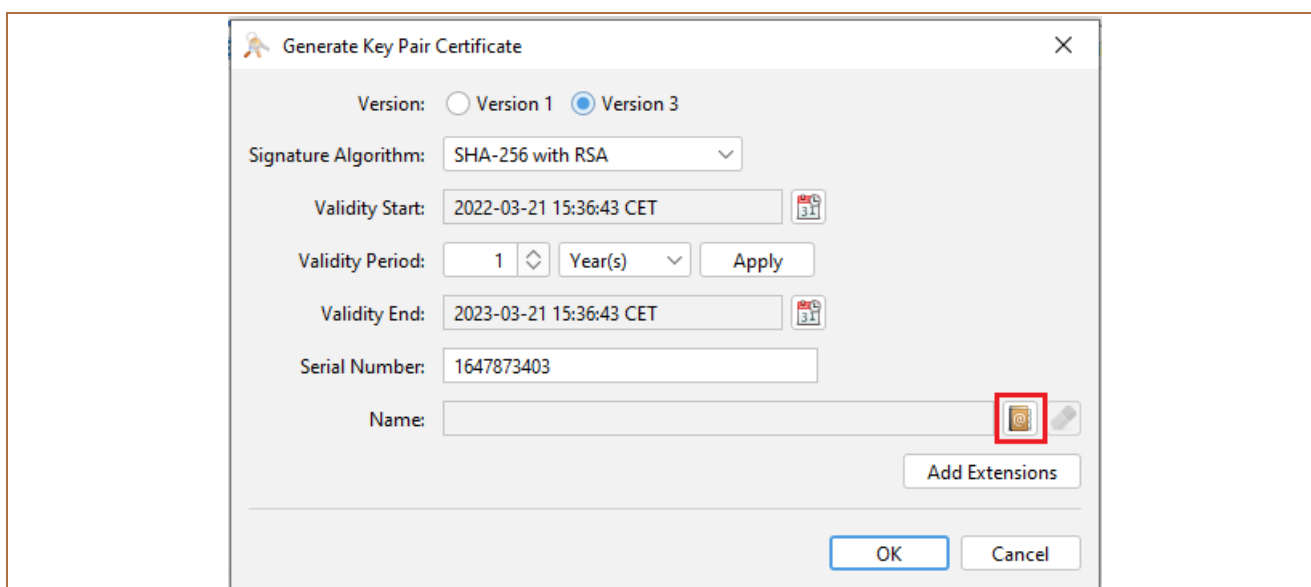 Generate Key Pair Certificate
Version: Version 1 Version 3
Signature Algorithm: SHA-256 with RSA
Validity Start: 2022-03-21 15:36:43 CET
Validity Period: 1 Year(s) Apply
Validity End: 2023-03-21 15:36:43 CET
Serial Number: 1647873403
Name:
Add Extensions
OK Cancel